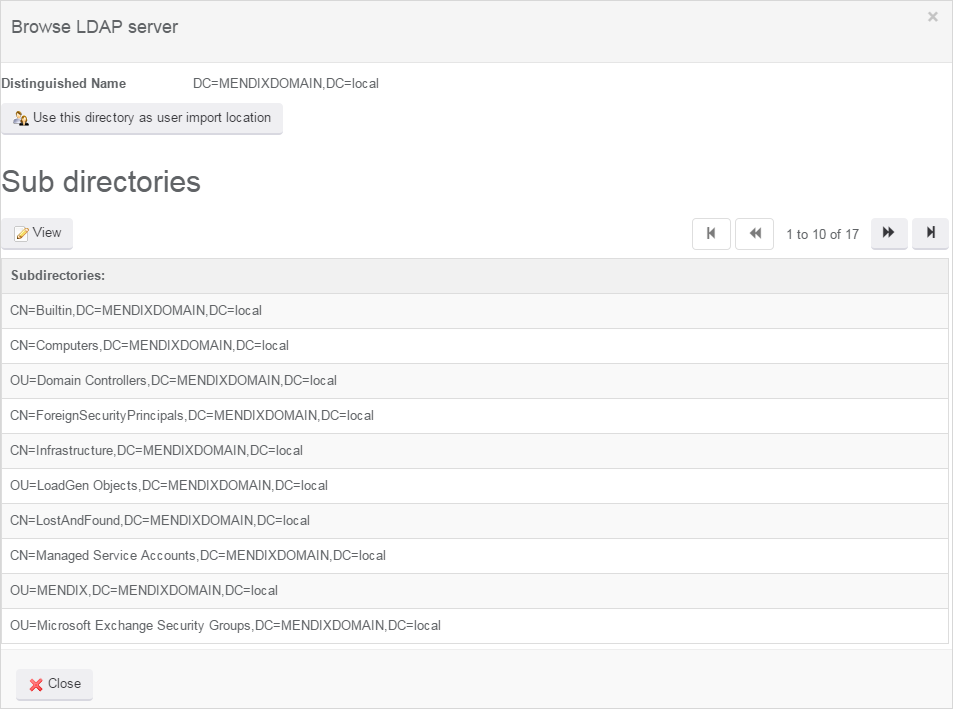 Browse LDAP server
Distinguished Name DC=MENDIXDOMAIN,DC=local
Use this directory as user import location
Sub directories
View 1 to 10 of 17
Subdirectories:
CN=Builtin,DC=MENDIXDOMAIN,DC=local
CN=Computers,DC=MENDIXDOMAIN,DC=local
OU=Domain Controllers,DC=MENDIXDOMAIN,DC=local
CN=ForeignSecurityPrincipals,DC=MENDIXDOMAIN,DC=local
CN=Infrastructure,DC=MENDIXDOMAIN,DC=local
OU=LoadGen Objects,DC=MENDIXDOMAIN,DC=local
CN=LostAndFound,DC=MENDIXDOMAIN,DC=local
CN=Managed Service Accounts,DC=MENDIXDOMAIN,DC=local
OU=MENDIX,DC=MENDIXDOMAIN,DC=local
OU=Microsoft Exchange Security Groups,DC=MENDIXDOMAIN,DC=local
Close